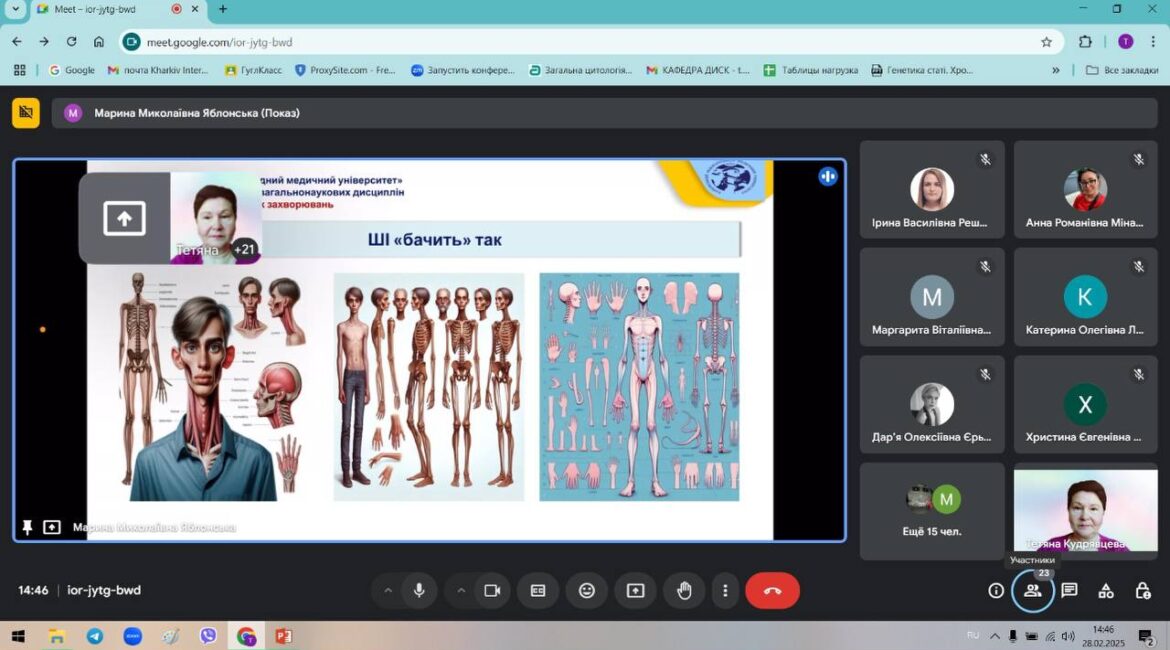 Meet – ior-jytg-bwd
meet.google.com/ior-jytg-bwd
T
Google
почта Kharkiv Inter...
ГуглКласс
ProxySite.com - Fre...
Запустить конфере...
Загальна цитологія...
КАФЕДРА ДИСК - t...
Таблицы нагрузка
Генетика статі. Хро...
»
Все закладки
М
Марина Миколаївна Яблонська (Показ)
дний медичний університет»
загальнонаукових дисциплін
захворювань
Тетяна
+21
ШІ «бачить» так
Марина Миколаївна Яблонська
Ірина Василівна Реш...
Анна Романівна Міна...
М
Маргарита Віталіївна...
К
Катерина Олегівна Л...
Дар'я Олексіївна Єрь...
Х
Христина Євгенівна ...
М
Ещё 15 чел.
Тетяна Кудрявцева
Участники
23
14:46 | ior-jytg-bwd
zoom
RU
14:46
28.02.2025
2